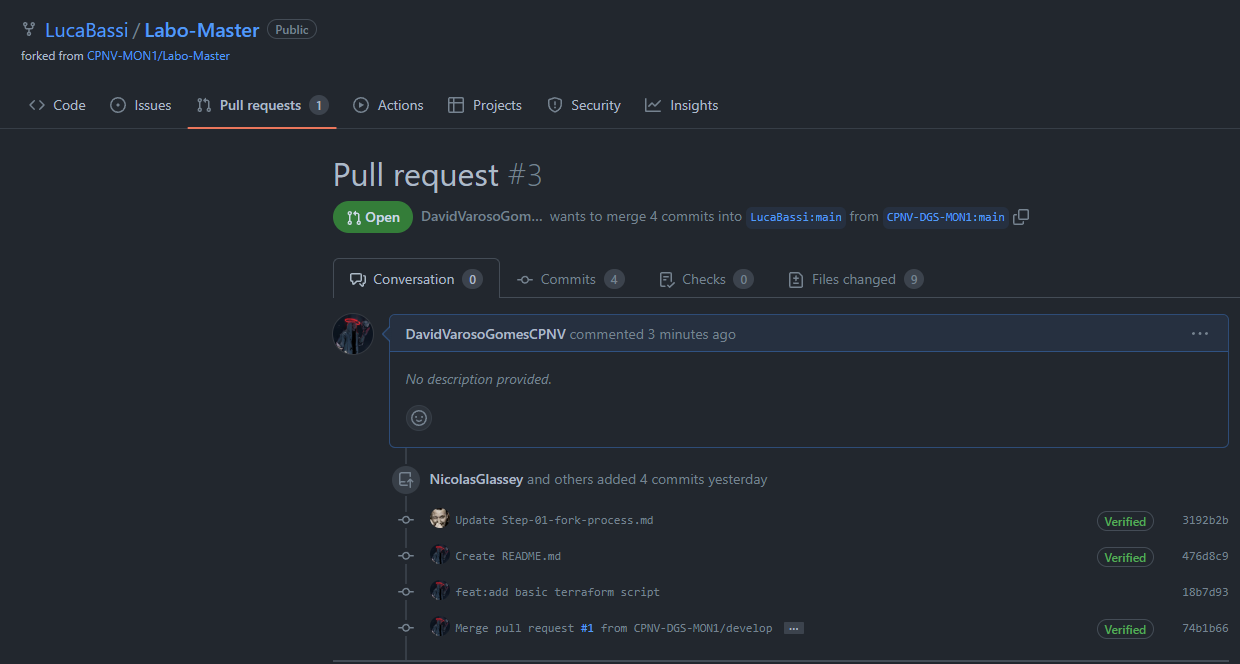 LucaBassi / Labo-Master Public
forked from CPNV-MON1/Labo-Master
Code Issues Pull requests 1 Actions Projects Security Insights
Pull request #3
Open DavidVarosoGom... wants to merge 4 commits into LucaBassi:main from CPNV-DGS-MON1:main
Conversation 0 Commits 4 Checks 0 Files changed 9
DavidVarosoGomesCPNV commented 3 minutes ago ...
No description provided.
NicolasGlassey and others added 4 commits yesterday
Update Step-01-fork-process.md Verified 3192b2b
Create README.md Verified 476d8c9
feat:add basic terraform script 18b7d93
Merge pull request #1 from CPNV-DGS-MON1/develop ... Verified 74b1b66